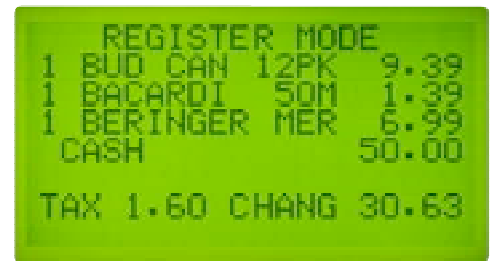 REGISTER MODE
1 BUD CAN 12PK 9.39
1 BACARDI 50M 1.39
1 BERINGER MER 6.99
CASH 50.00
TAX 1.60 CHANG 30.63